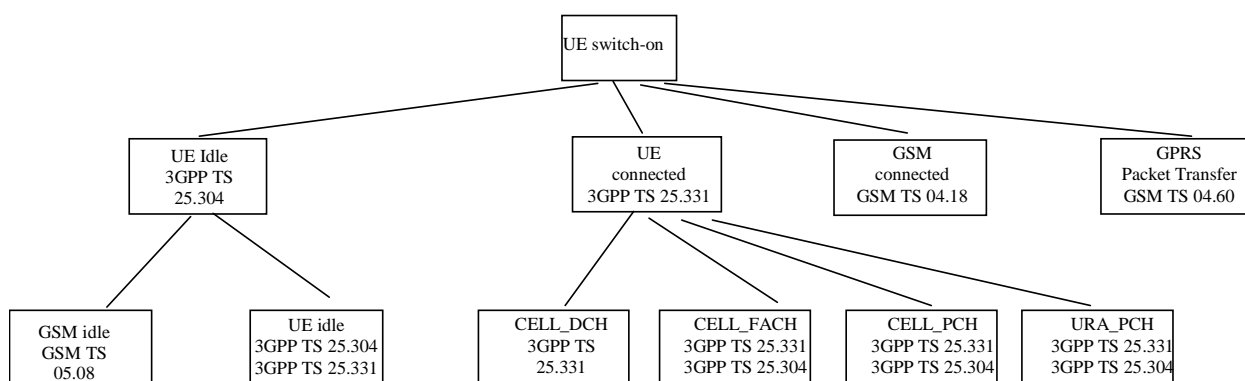 UE switch-on
UE Idle
3GPP TS
25.304
UE
connected
3GPP TS 25.331
GSM
connected
GSM TS 04.18
GPRS
Packet Transfer
GSM TS 04.60
GSM idle
GSM TS
05.08
UE idle
3GPP TS 25.304
3GPP TS 25.331
CELL_DCH
3GPP TS
25.331
CELL_FACH
3GPP TS 25.331
3GPP TS 25.304
CELL_PCH
3GPP TS 25.331
3GPP TS 25.304
URA_PCH
3GPP TS 25.331
3GPP TS 25.304